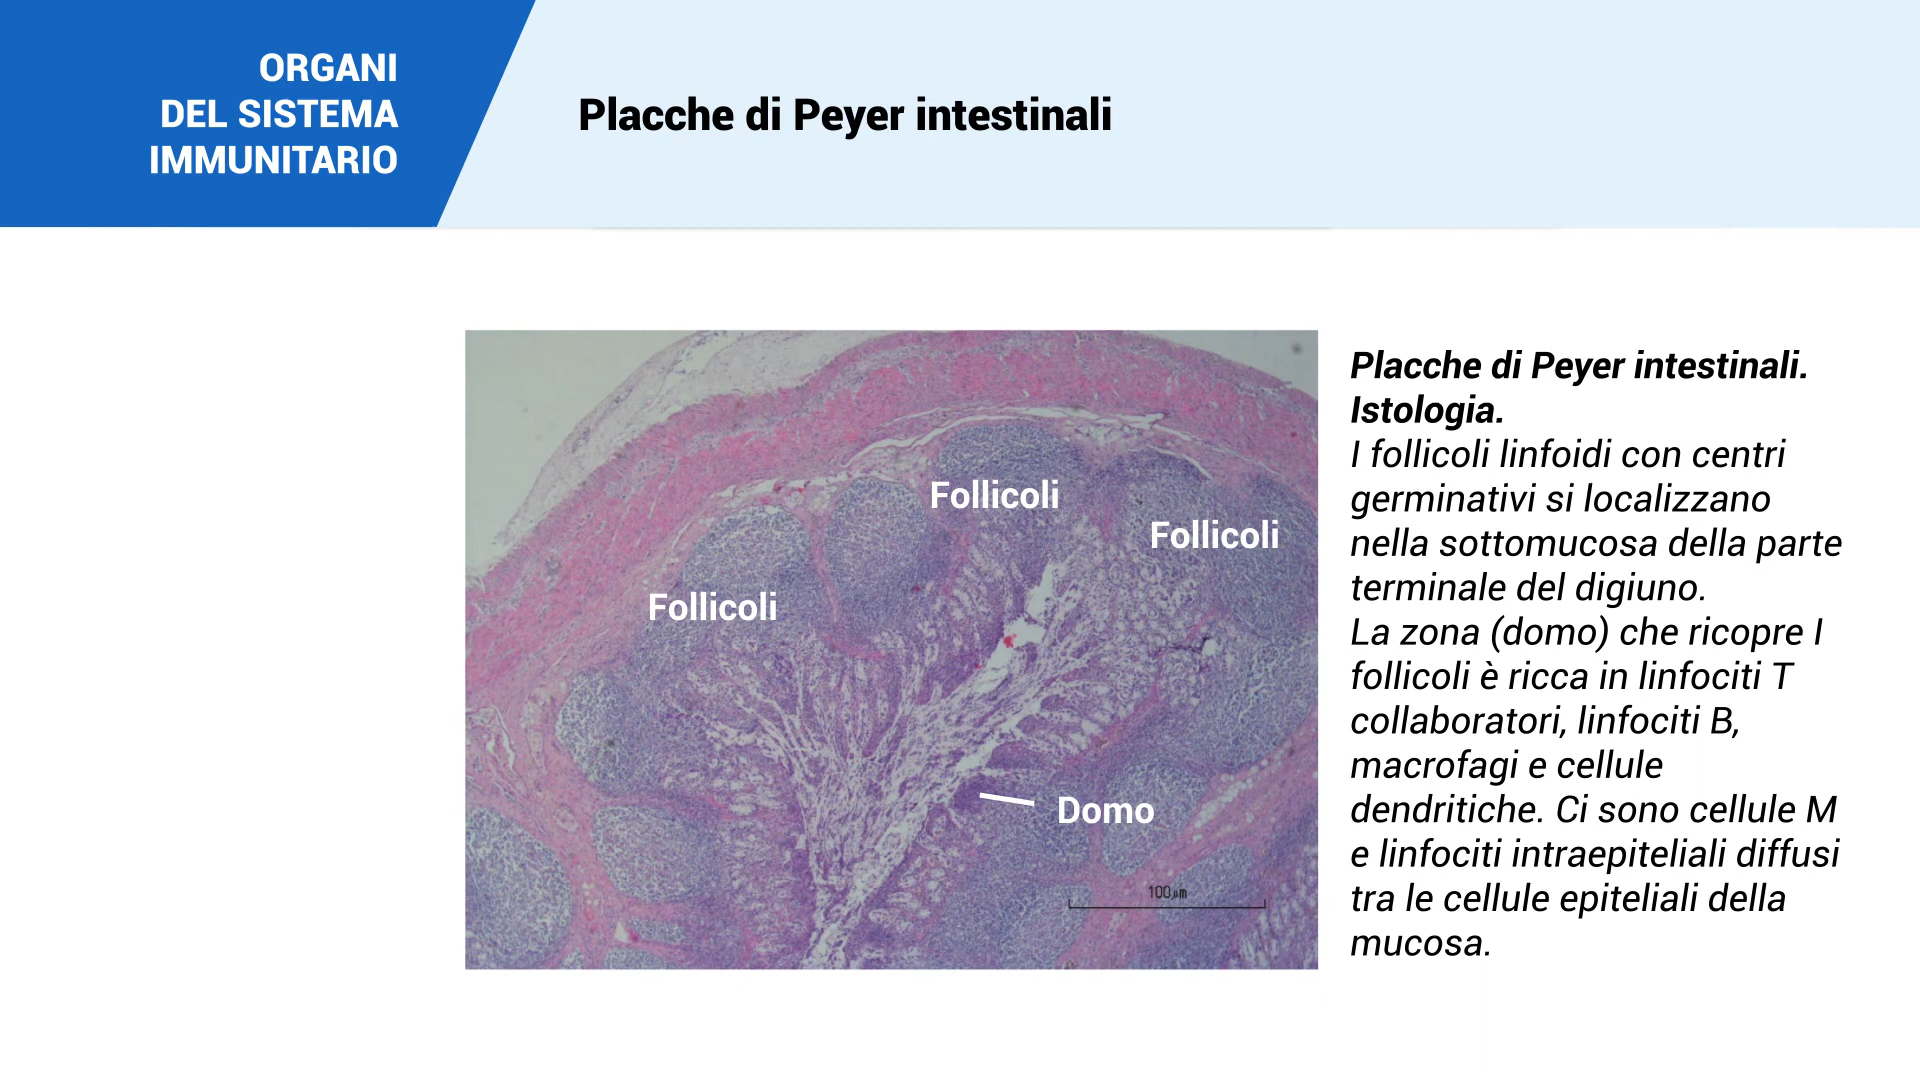 ORGANI
DEL SISTEMA
IMMUNITARIO
Placche di Peyer intestinali
Follicoli
Follicoli
Follicoli
Domo
100 µm
Placche di Peyer intestinali.
Istologia.
I follicoli linfoidi con centri
germinativi si localizzano
nella sottomucosa della parte
terminale del digiuno.
La zona (domo) che ricopre I
follicoli è ricca in linfociti T
collaboratori, linfociti B,
macrofagi e cellule
dendritiche. Ci sono cellule M
e linfociti intraepiteliali diffusi
tra le cellule epiteliali della
mucosa.